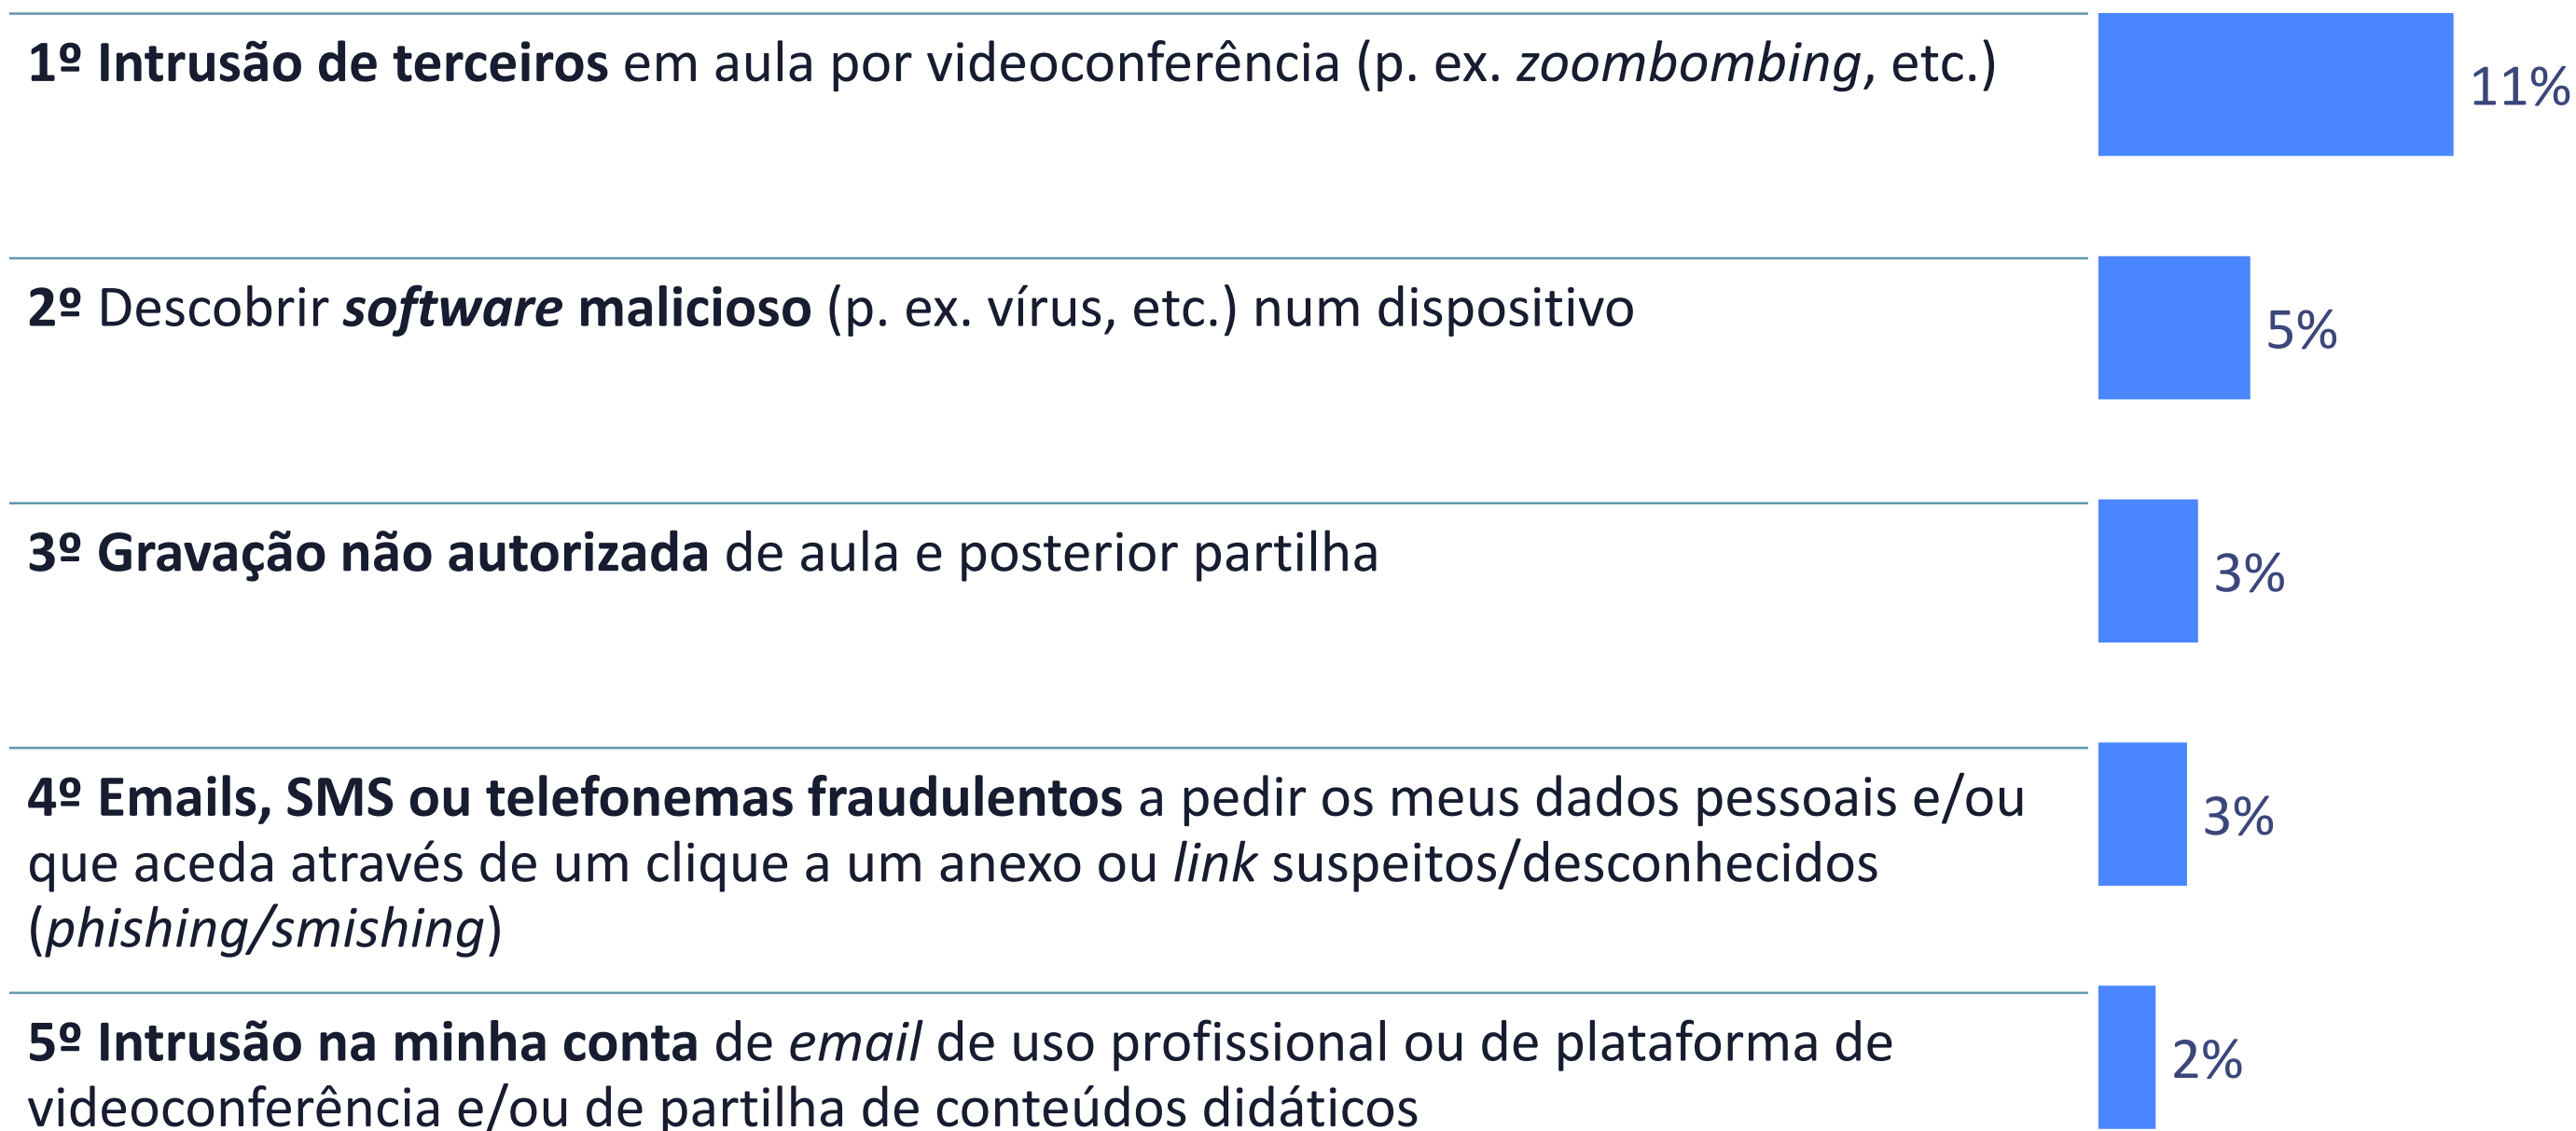 1º Intrusão de terceiros em aula por videoconferência (p. ex. zoombombing, etc.)
11%
2º Descobrir software malicioso (p. ex. vírus, etc.) num dispositivo
5%
3º Gravação não autorizada de aula e posterior partilha
3%
4º Emails, SMS ou telefonemas fraudulentos a pedir os meus dados pessoais e/ou
que aceda através de um clique a um anexo ou link suspeitos/desconhecidos
(phishing/smishing)
3%
5º Intrusão na minha conta de email de uso profissional ou de plataforma de
videoconferência e/ou de partilha de conteúdos didáticos
2%